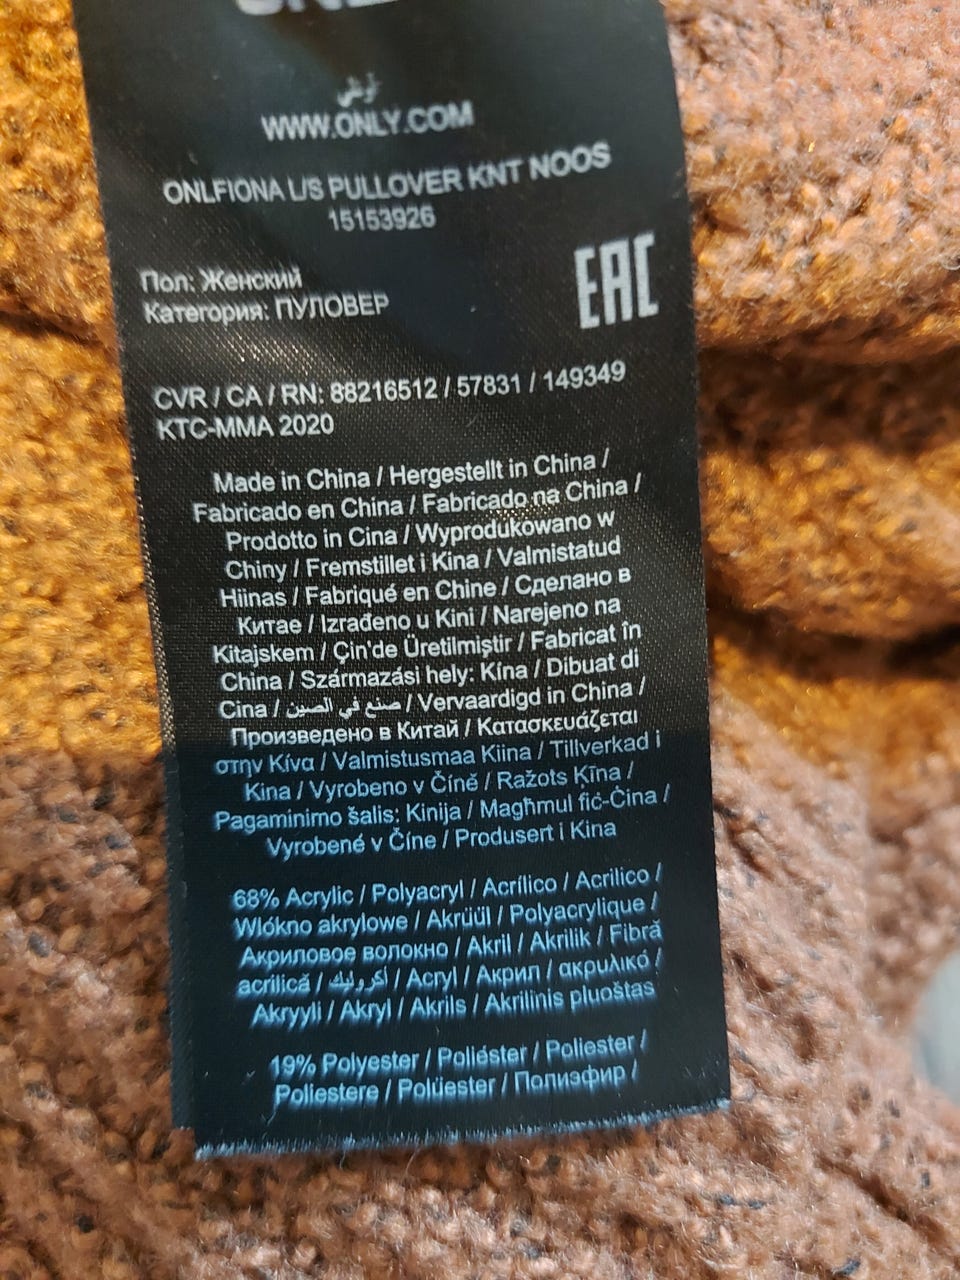 WWW.ONLY.COM
ONLFIONA L/S PULLOVER KNT NOOS
15153926
Пол: Женский
Категория: ПУЛОВЕР
EAC
CVR / CA / RN: 88216512 / 57831 / 149349
KTC-MMA 2020
Made in China / Hergestellt in China /
Fabricado en China / Fabricado na China /
Prodotto in Cina / Wyprodukowano w
Chiny / Fremstillet i Kina / Valmistatud
Hiinas / Fabriqué en Chine / Сделано в
Китае / Izrađeno u Kini / Narejeno na
Kitajskem / Çin'de Üretilmiştir / Fabricat în
China / Származási hely: Kína / Dibuat di
Cina / صنع في الصين / Vervaardigd in China /
Произведено в Китай / Κατασκευάζεται
στην Κίνα / Valmistusmaa Kiina / Tillverkad i
Kina / Vyrobeno v Číně / Ražots Ķīna /
Pagaminimo šalis: Kinija / Magħmul fiċ-Ċina /
Vyrobené v Číne / Produsert i Kina
68% Acrylic / Polyacryl / Acrílico / Acrilico /
Włókno akrylowe / Akrüül / Polyacrylique /
Акриловое волокно / Akril / Akrilik / Fibră
acrilică / أكروليك / Acryl / Акрил / ακρυλικό /
Akryyli / Akryl / Akrils / Akrilinis pluoštas
19% Polyester / Poliéster / Poliester /
Poliestere / Polüester / Полиэфир /